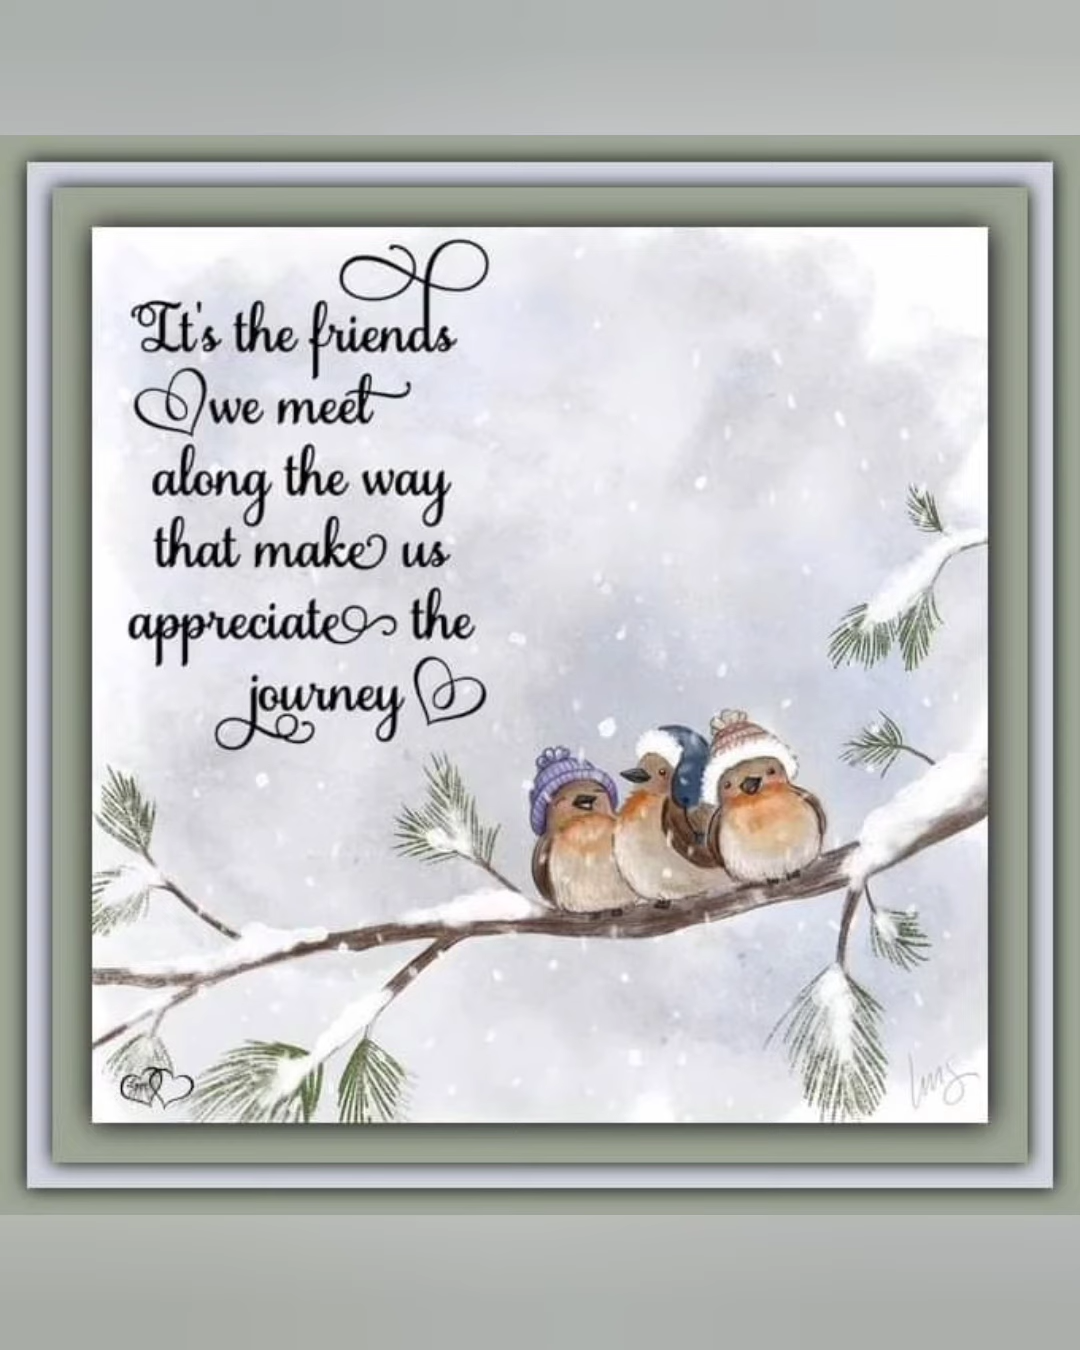 It's the friends
we meet
along the way
that make us
appreciate the
journey